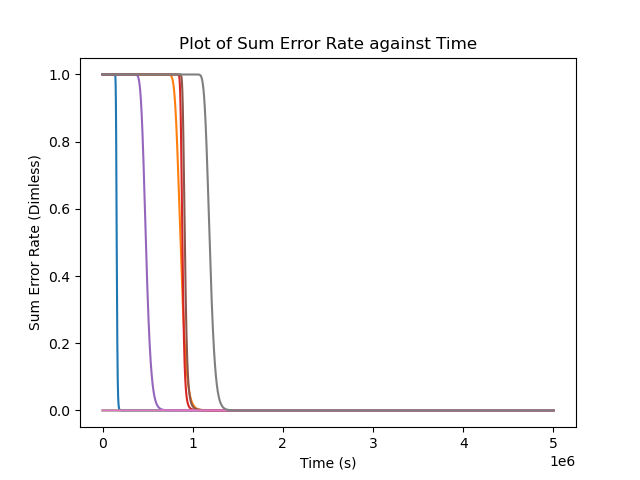 Plot of Sum Error Rate against Time
1.0
0.8
0.6
0.4
0.2
0.0
Sum Error Rate (Dimless)
0 1 2 3 4 5
1e6
Time (s)